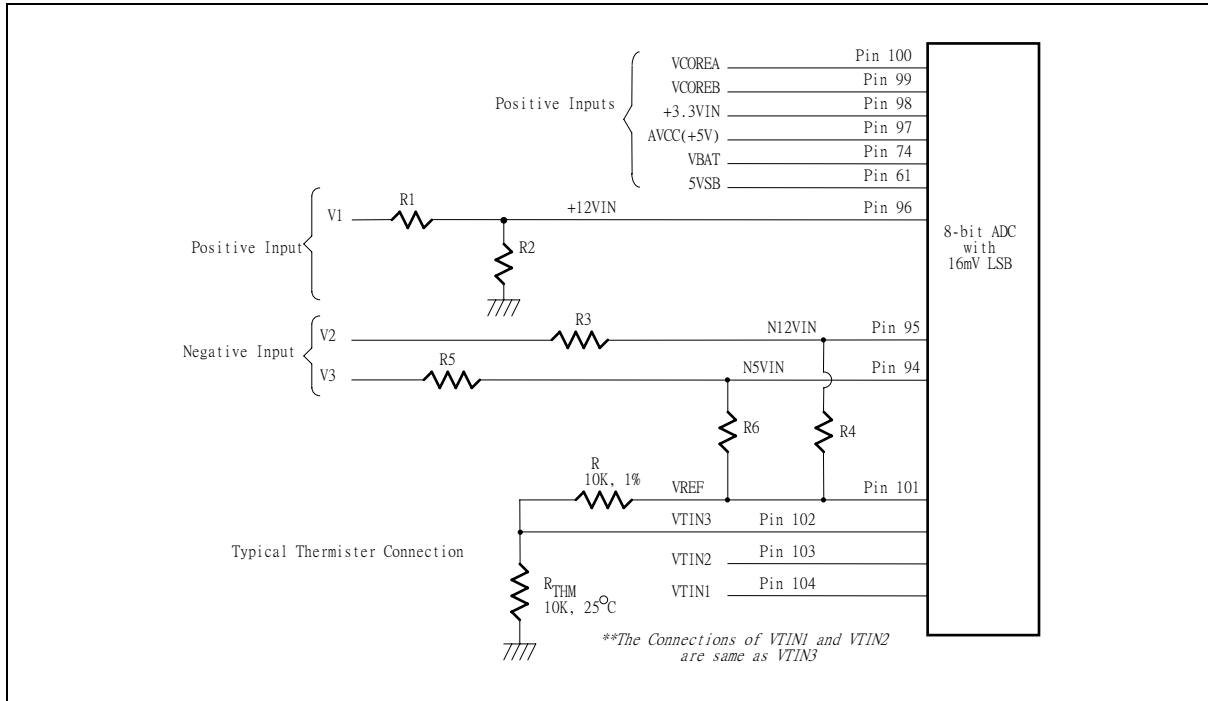 VCOREA Pin 100
VCOREB Pin 99
Positive Inputs +3.3VIN Pin 98
AVCC(+5V) Pin 97
VBAT Pin 74
5VSB Pin 61
V1 R1 +12VIN Pin 96
Positive Input R2
8-bit ADC
with
16mV LSB
R3
V2 N12VIN Pin 95
Negative Input R5
V3 N5VIN Pin 94
R6 R4
R
10K, 1% VREF Pin 101
VTIN3 Pin 102
Typical Thermister Connection VTIN2 Pin 103
RTHM VTIN1 Pin 104
10K, 25°C
**The Connections of VTIN1 and VTIN2
are same as VTIN3